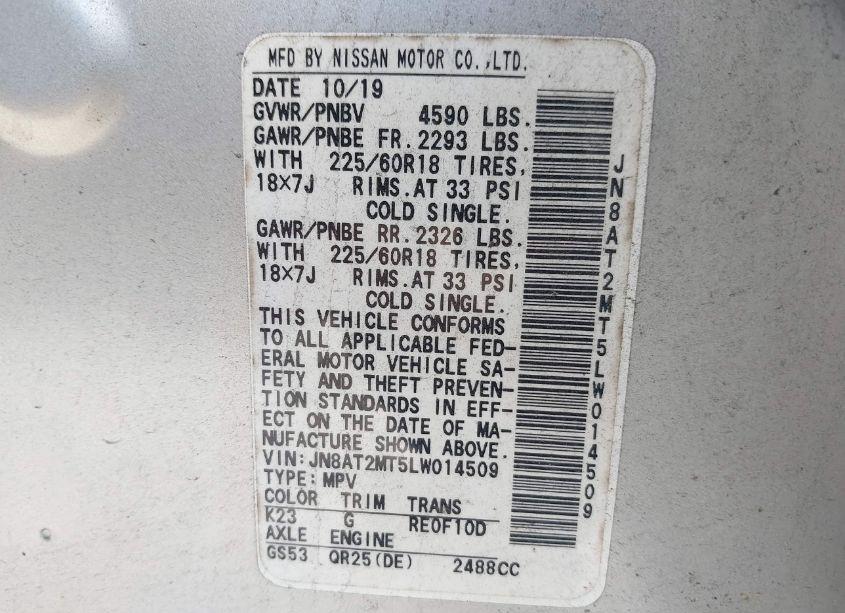 MFD BY NISSAN MOTOR CO.,LTD.
DATE 10/19
GVWR/PNBV 4590 LBS.
GAWR/PNBE FR.2293 LBS.
WITH 225/60R18 TIRES,
18×7J RIMS.AT 33 PSI
COLD SINGLE.
GAWR/PNBE RR.2326 LBS.
WITH 225/60R18 TIRES,
18×7J RIMS.AT 33 PSI
COLD SINGLE.
THIS VEHICLE CONFORMS
TO ALL APPLICABLE FED-
ERAL MOTOR VEHICLE SA-
FETY AND THEFT PREVEN-
TION STANDARDS IN EFF-
ECT ON THE DATE OF MA-
NUFACTURE SHOWN ABOVE.
VIN:JN8AT2MT5LW014509
TYPE:MPV
COLOR TRIM TRANS
K23 G RE0F10D
AXLE ENGINE
GS53 QR25(DE) 2488CC
JN8AT2MT5LW014509